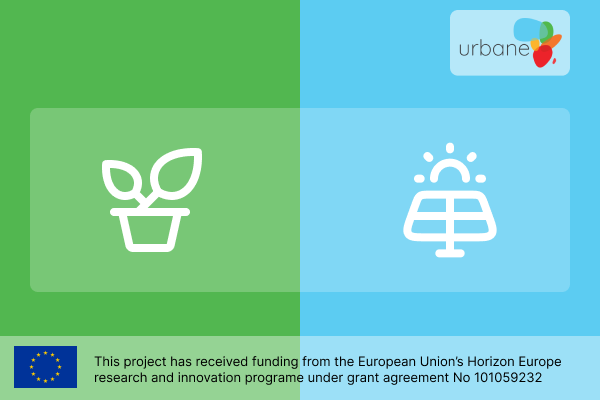 urbane
This project has received funding from the European Union’s Horizon Europe
research and innovation programe under grant agreement No 101059232